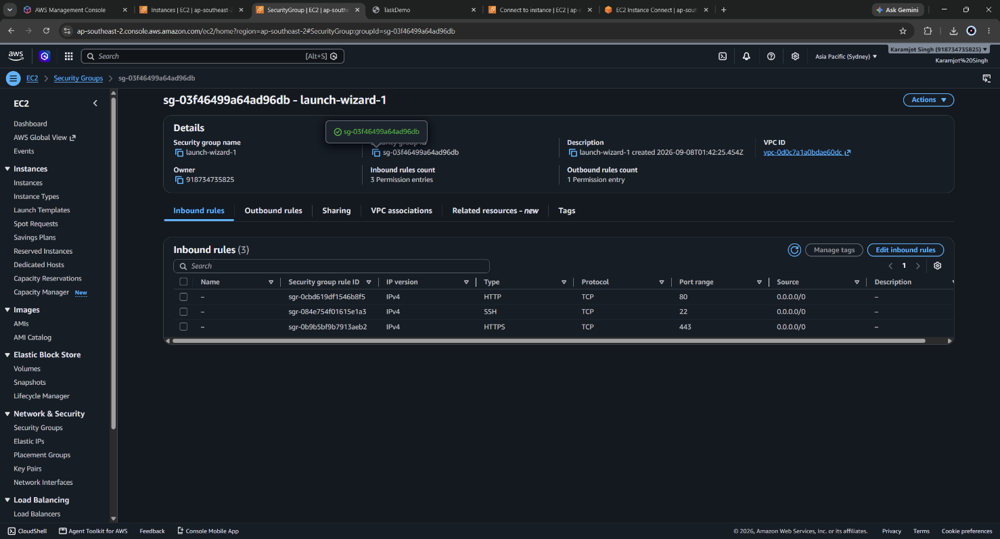 AWS Management Console
Instances | EC2 | ap-southeast-2
SecurityGroup | EC2 | ap-southe
TaskDemo
Connect to instance | EC2 | ap-s
EC2 Instance Connect | ap-sout
Ask Gemini
ap-southeast-2.console.aws.amazon.com/ec2/home?region=ap-southeast-2#SecurityGroup:groupId=sg-03f46499a64ad96db
aws
Search
[Alt+S]
Asia Pacific (Sydney)
Karamjot Singh (918734735825)
Karamjot%20Singh
EC2
Security Groups
sg-03f46499a64ad96db
EC2
Dashboard
AWS Global View
Events
Instances
Instances
Instance Types
Launch Templates
Spot Requests
Savings Plans
Reserved Instances
Dedicated Hosts
Capacity Reservations
Capacity Manager New
Images
AMIs
AMI Catalog
Elastic Block Store
Volumes
Snapshots
Lifecycle Manager
Network & Security
Security Groups
Elastic IPs
Placement Groups
Key Pairs
Network Interfaces
Load Balancing
Load Balancers
sg-03f46499a64ad96db - launch-wizard-1
Actions
Details
sg-03f46499a64ad96db
Security group name
launch-wizard-1
Security group ID
sg-03f46499a64ad96db
Description
launch-wizard-1 created 2026-09-08T01:42:25.454Z
VPC ID
vpc-0d0c7a1a0bdae60dc
Owner
918734735825
Inbound rules count
3 Permission entries
Outbound rules count
1 Permission entry
Inbound rules
Outbound rules
Sharing
VPC associations
Related resources - new
Tags
Inbound rules (3)
Manage tags
Edit inbound rules
Search
1
Name Security group rule ID IP version Type Protocol Port range Source Description
– sgr-0cbd619df1546b8f5 IPv4 HTTP TCP 80 0.0.0.0/0 –
– sgr-084e754f01615e1a3 IPv4 SSH TCP 22 0.0.0.0/0 –
– sgr-0b9b5bf9b7913aeb2 IPv4 HTTPS TCP 443 0.0.0.0/0 –
CloudShell
Agent Toolkit for AWS
Feedback
Console Mobile App
© 2026, Amazon Web Services, Inc. or its affiliates.
Privacy
Terms
Cookie preferences